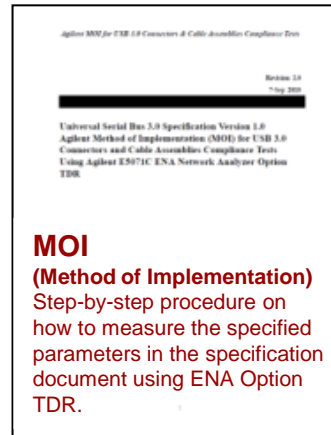 Agilent MOI for USB 3.0 Connectors & Cable Assemblies Compliance Tests
Revision 2.0
7-Sep 2010
Universal Serial Bus 3.0 Specification Version 1.0
Agilent Method of Implementation (MOI) for USB 3.0
Connectors and Cable Assemblies Compliance Tests
Using Agilent E5071C ENA Network Analyzer Option
TDR
MOI
(Method of Implementation)
Step-by-step procedure on
how to measure the specified
parameters in the specification
document using ENA Option
TDR.